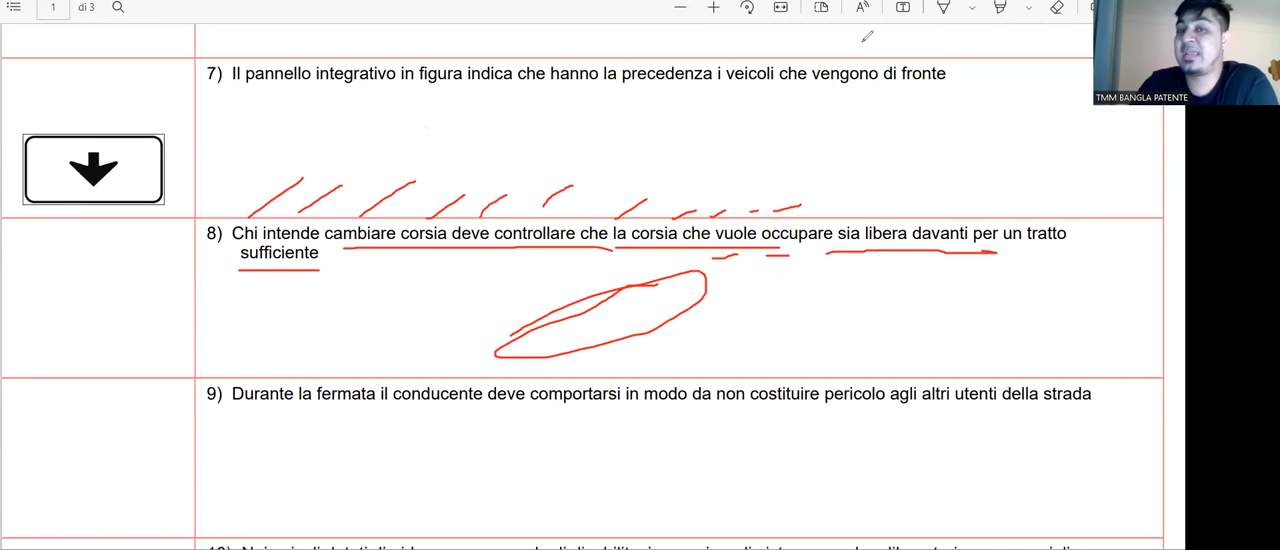 1
di 3
TMM BANGLA PATENTE
7) Il pannello integrativo in figura indica che hanno la precedenza i veicoli che vengono di fronte
8) Chi intende cambiare corsia deve controllare che la corsia che vuole occupare sia libera davanti per un tratto
sufficiente
9) Durante la fermata il conducente deve comportarsi in modo da non costituire pericolo agli altri utenti della strada